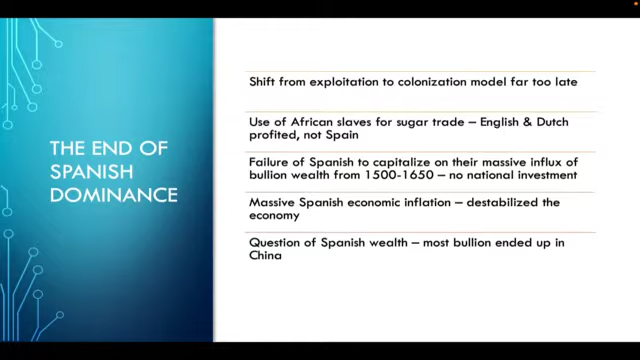 THE END OF
SPANISH
DOMINANCE
Shift from exploitation to colonization model far too late
Use of African slaves for sugar trade – English & Dutch
profited, not Spain
Failure of Spanish to capitalize on their massive influx of
bullion wealth from 1500-1650 – no national investment
Massive Spanish economic inflation – destabilized the
economy
Question of Spanish wealth – most bullion ended up in
China